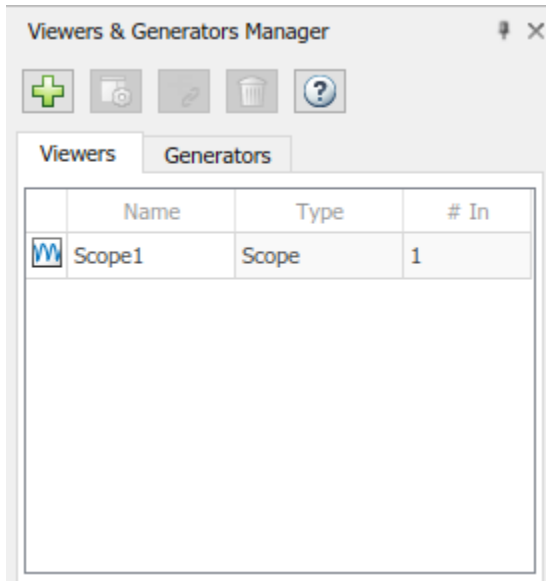 Viewers & Generators Manager
?
Viewers Generators
Name Type # In
Scope1 Scope 1